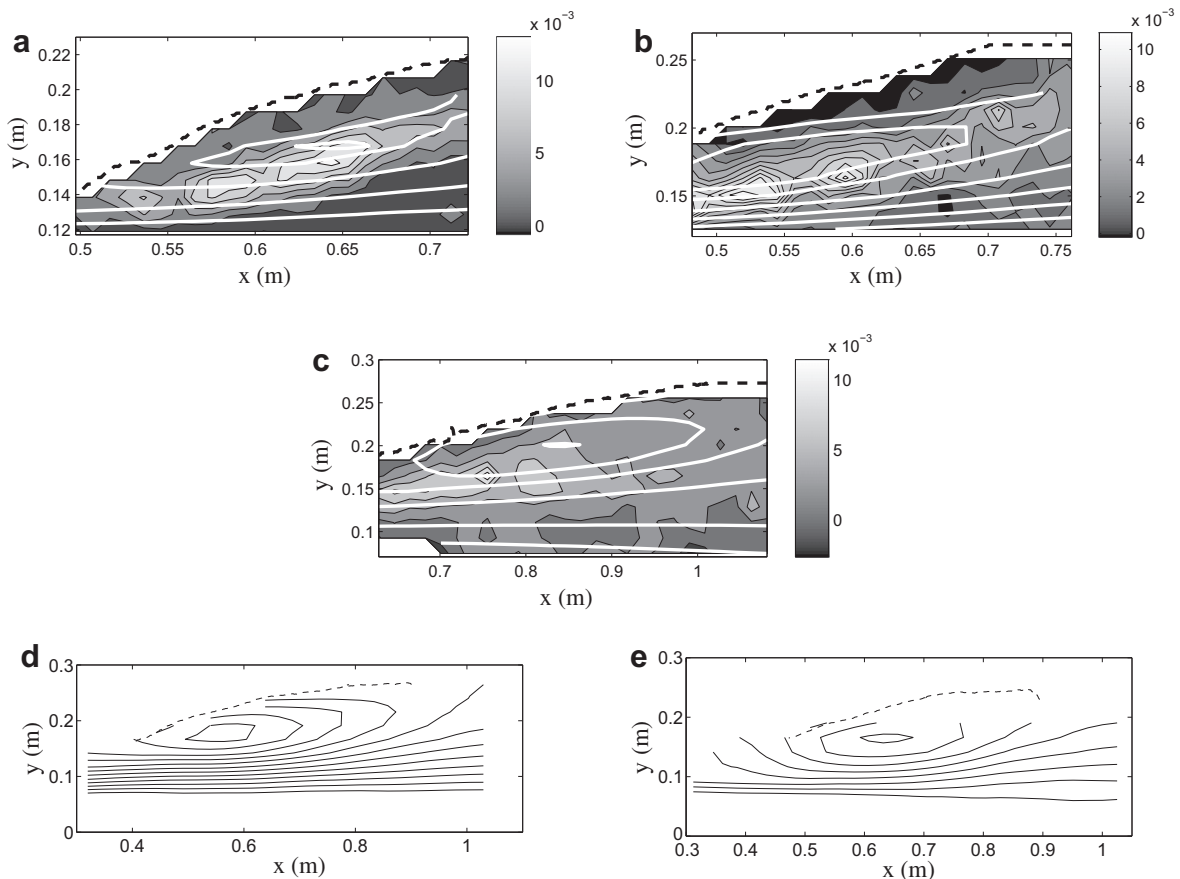 a
x 10⁻³
0.22
0.2
0.18
0.16
0.14
0.12
y (m)
0.5 0.55 0.6 0.65 0.7
x (m)
10
5
0
b
x 10⁻³
0.25
0.2
0.15
y (m)
0.5 0.55 0.6 0.65 0.7 0.75
x (m)
10
8
6
4
2
0
c
x 10⁻³
0.3
0.25
0.2
0.15
0.1
y (m)
0.7 0.8 0.9 1
x (m)
10
5
0
d
0.3
0.2
0.1
0
y (m)
0.4 0.6 0.8 1
x (m)
e
0.3
0.2
0.1
0
y (m)
0.3 0.4 0.5 0.6 0.7 0.8 0.9 1
x (m)